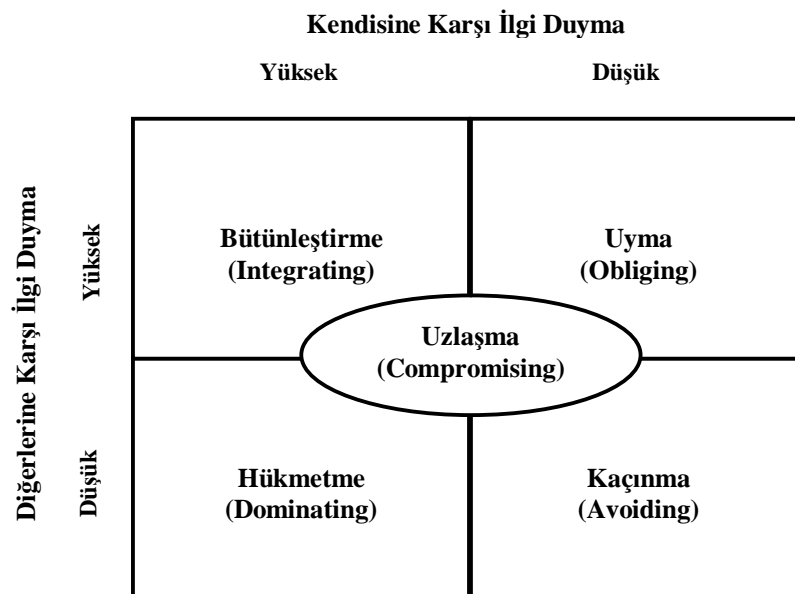 Kendisine Karşı İlgi Duyma
Yüksek
Düşük
Diğerlerine Karşı İlgi Duyma
Yüksek
Düşük
Bütünleştirme
(Integrating)
Uyma
(Obliging)
Uzlaşma
(Compromising)
Hükmetme
(Dominating)
Kaçınma
(Avoiding)